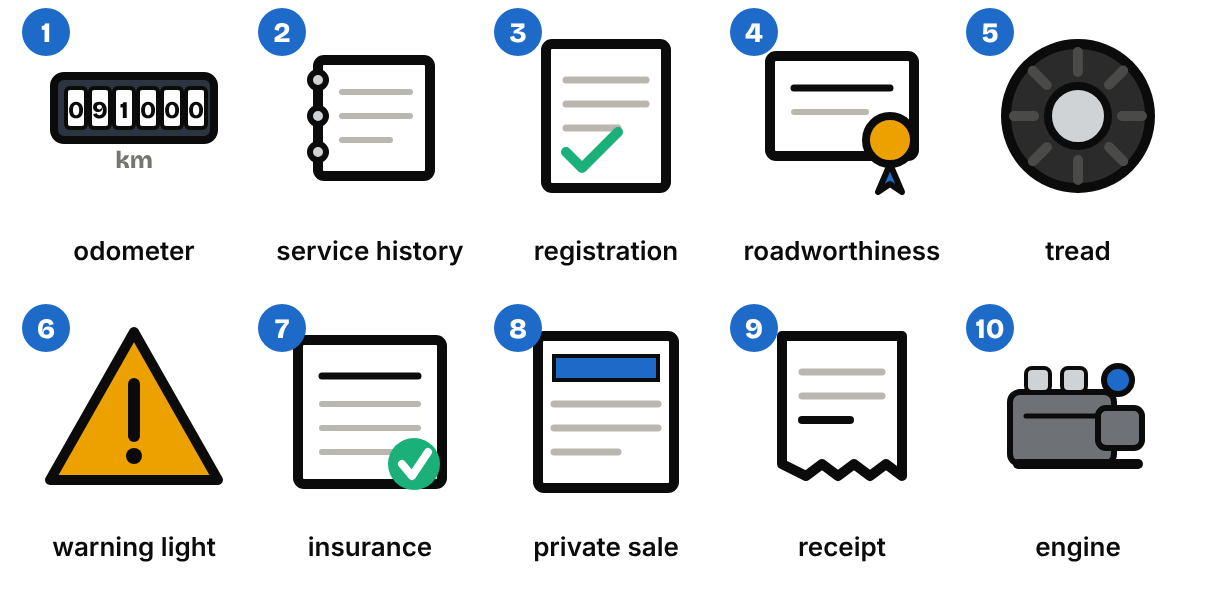 1 2 3 4 5
091000
km
odometer service history registration roadworthiness tread
6 7 8 9 10
warning light insurance private sale receipt engine